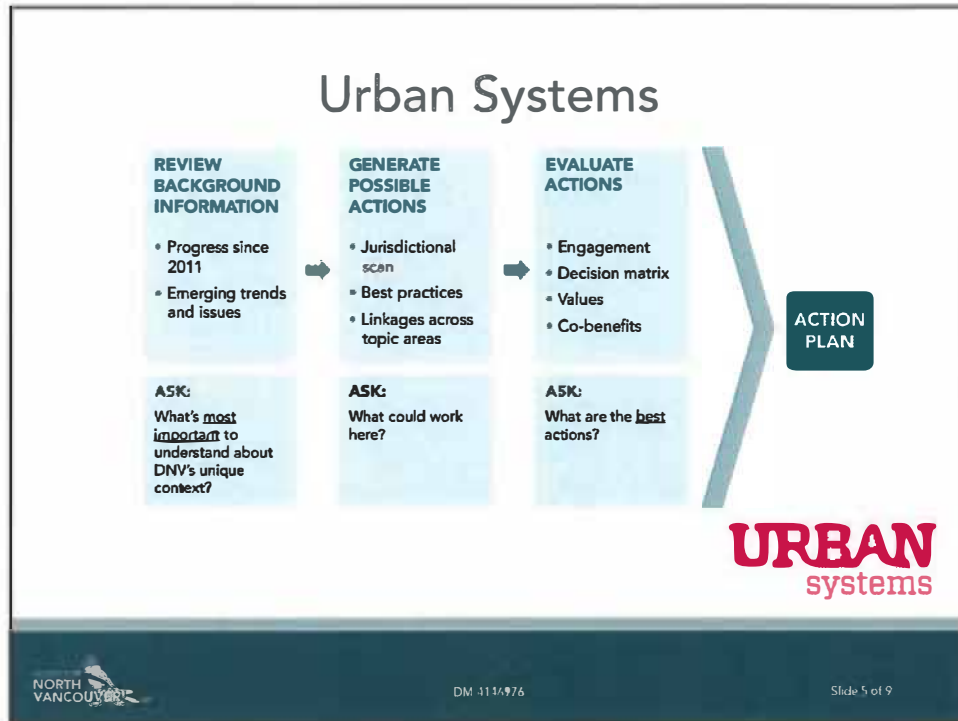 Urban Systems
REVIEW
BACKGROUND
INFORMATION
• Progress since
2011
• Emerging trends
and issues
ASK:
What's most
important to
understand about
DNV's unique
context?
GENERATE
POSSIBLE
ACTIONS
• Jurisdictional
scan
• Best practices
• Linkages across
topic areas
ASK:
What could work
here?
EVALUATE
ACTIONS
• Engagement
• Decision matrix
• Values
• Co-benefits
ASK:
What are the best
actions?
ACTION
PLAN
URBAN
systems
NORTH
VANCOUVER
DM
Slide 5 of 9